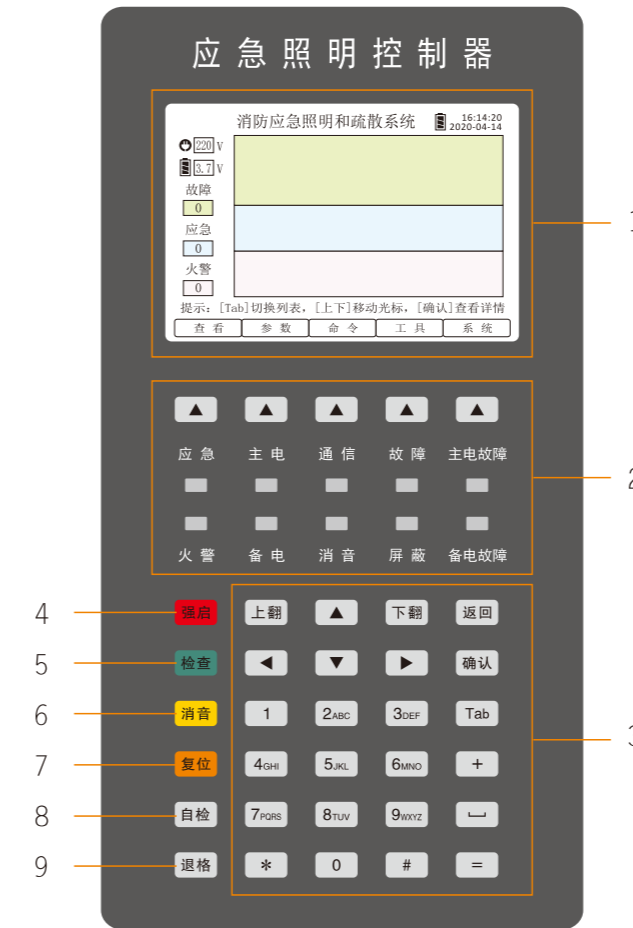 应急照明控制器
消防应急照明和疏散系统
16:14:20
2020-04-14
220 V
3.7 V
故障
0
应急
0
火警
0
提示: [Tab]切换列表, [上下]移动光标, [确认]查看详情
查看 参数 命令 工具 系统
1
▲ ▲ ▲ ▲ ▲
应急 主电 通信 故障 主电故障
2
火警 备电 消音 屏蔽 备电故障
4 强启 上翻 ▲ 下翻 返回
5 检查 ◀ ▼ ▶ 确认
6 消音 1 2ABC 3DEF Tab
3
7 复位 4GHI 5JKL 6MNO +
8 自检 7PQRS 8TUV 9WXYZ ⎵
9 退格 * 0 # =